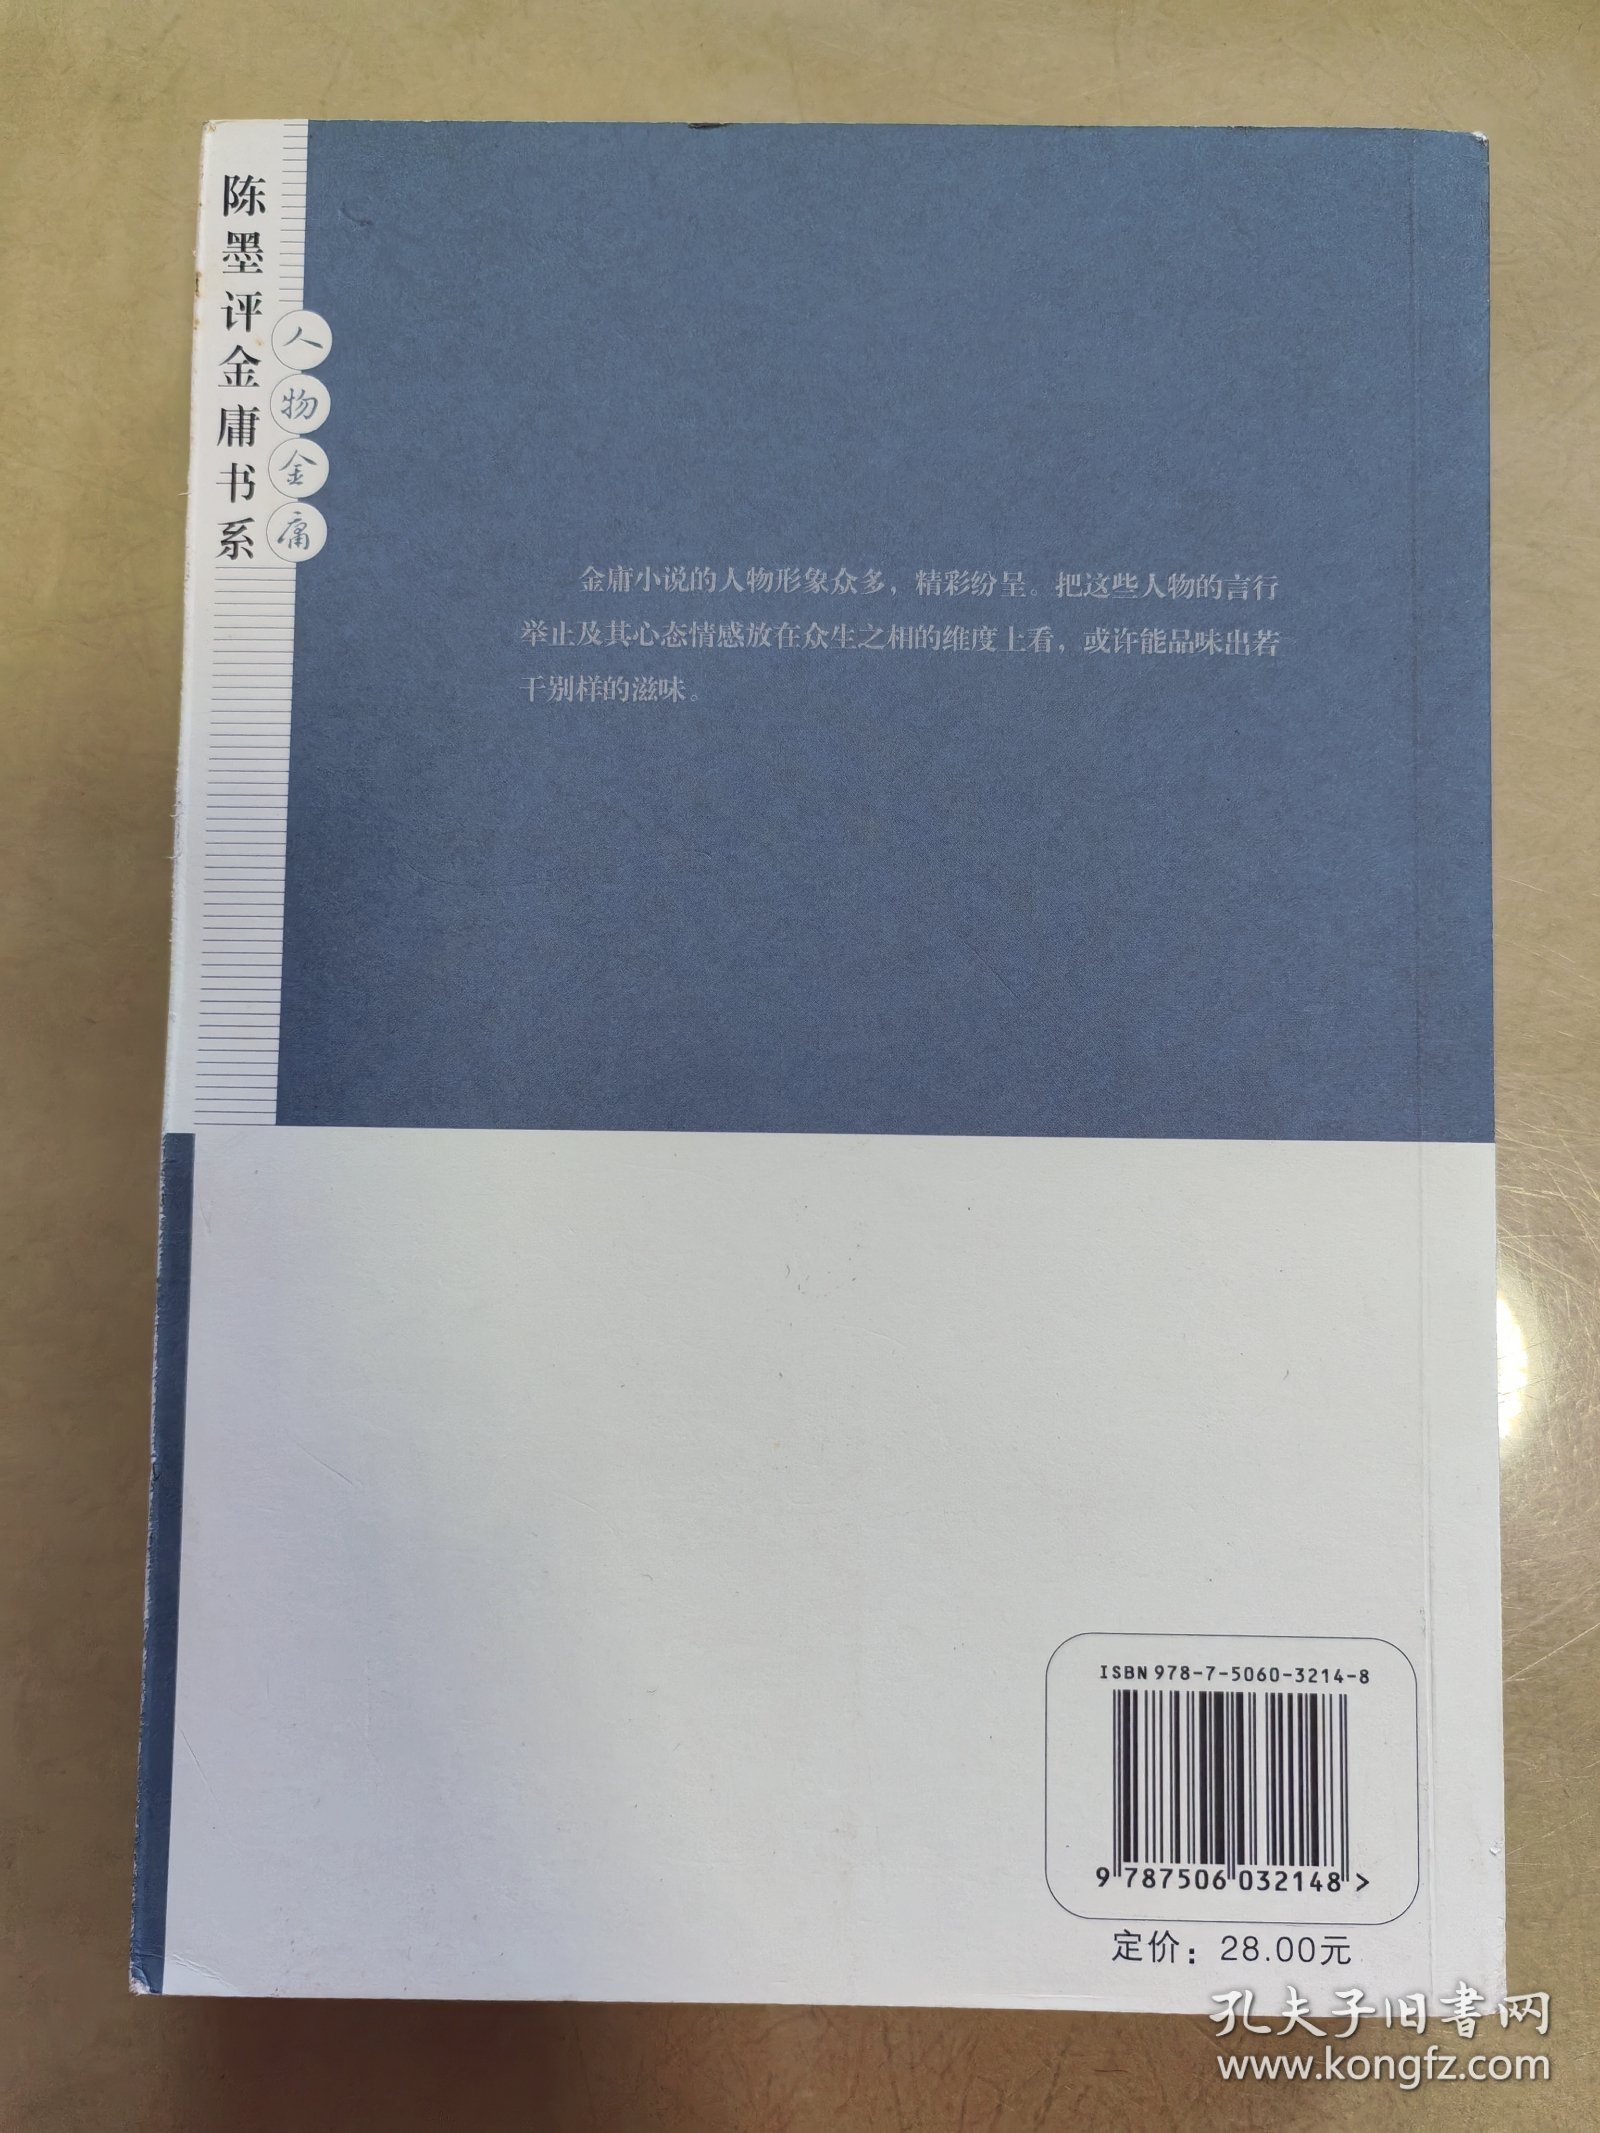 陈墨评金庸书系
人物金庸
金庸小说的人物形象众多，精彩纷呈。把这些人物的言行
举止及其心态情感放在众生之相的维度上看，或许能品味出若
干别样的滋味。
ISBN 978-7-5060-3214-8
9 787506 032148 >
定价：28.00元
孔夫子旧书网
www.kongfz.com